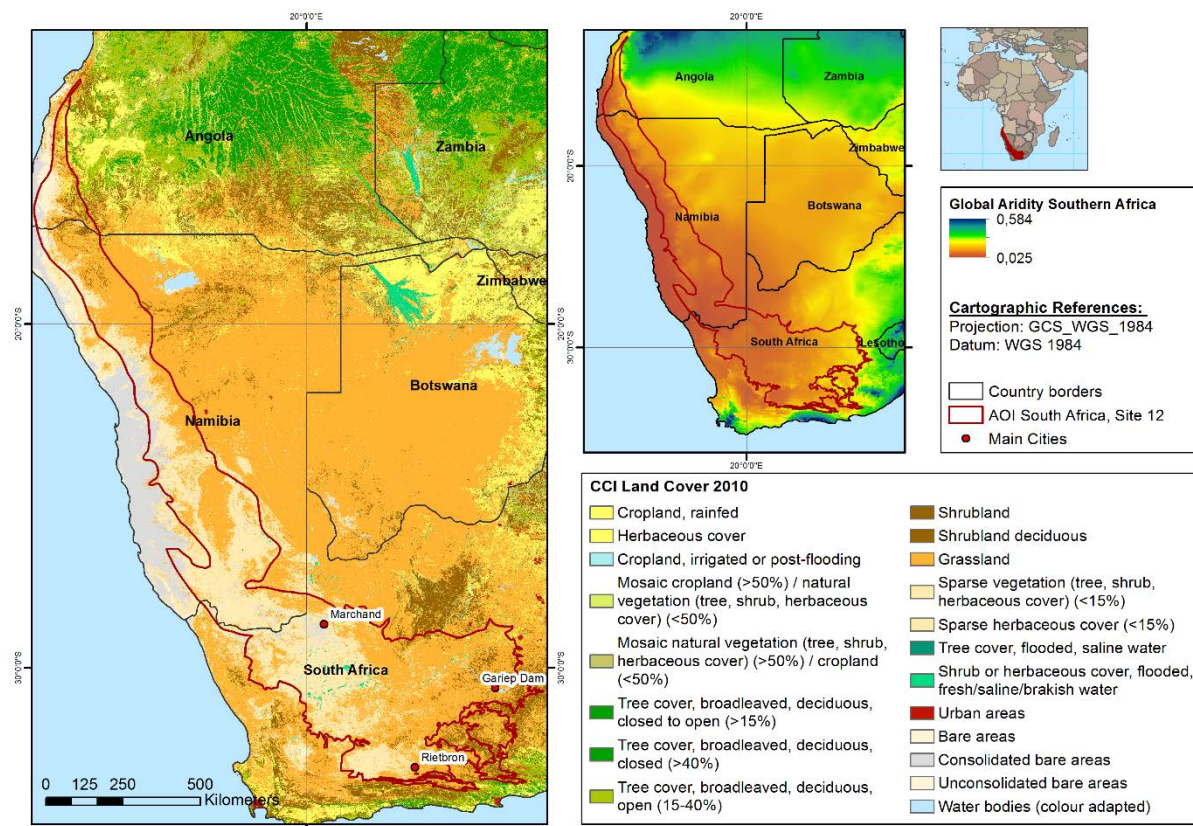 20°0'0"E
Angola
Zambia
Zimbabwe
20°0'0"S
20°0'0"S
Botswana
Namibia
Marchand
South Africa
30°0'0"S
30°0'0"S
Gariep Dam
Rietbron
0 125 250 500
Kilometers
20°0'0"E
20°0'0"E
Angola
Zambia
Zimbabwe
20°0'0"S
20°0'0"S
Botswana
Namibia
South Africa
Lesotho
30°0'0"S
30°0'0"S
20°0'0"E
Global Aridity Southern Africa
0,584
0,025
Cartographic References:
Projection: GCS_WGS_1984
Datum: WGS 1984
Country borders
AOI South Africa, Site 12
Main Cities
CCI Land Cover 2010
Cropland, rainfed
Herbaceous cover
Cropland, irrigated or post-flooding
Mosaic cropland (>50%) / natural
vegetation (tree, shrub, herbaceous
cover) (<50%)
Mosaic natural vegetation (tree, shrub,
herbaceous cover) (>50%) / cropland
(<50%)
Tree cover, broadleaved, deciduous,
closed to open (>15%)
Tree cover, broadleaved, deciduous,
closed (>40%)
Tree cover, broadleaved, deciduous,
open (15-40%)
Shrubland
Shrubland deciduous
Grassland
Sparse vegetation (tree, shrub,
herbaceous cover) (<15%)
Sparse herbaceous cover (<15%)
Tree cover, flooded, saline water
Shrub or herbaceous cover, flooded,
fresh/saline/brakish water
Urban areas
Bare areas
Consolidated bare areas
Unconsolidated bare areas
Water bodies (colour adapted)